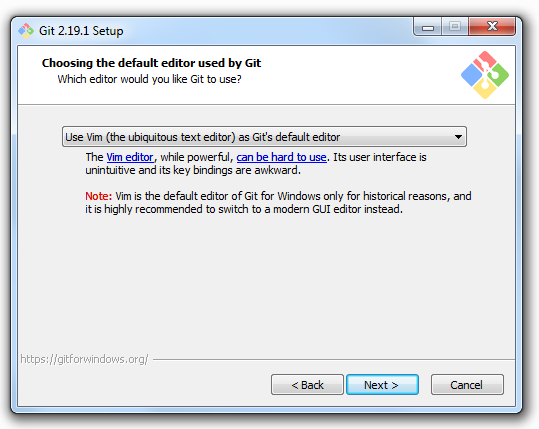 Git 2.19.1 Setup
Choosing the default editor used by Git
Which editor would you like Git to use?
Use Vim (the ubiquitous text editor) as Git's default editor
The Vim editor, while powerful, can be hard to use. Its user interface is
unintuitive and its key bindings are awkward.
Note: Vim is the default editor of Git for Windows only for historical reasons, and
it is highly recommended to switch to a modern GUI editor instead.
https://gitforwindows.org/
< Back
Next >
Cancel